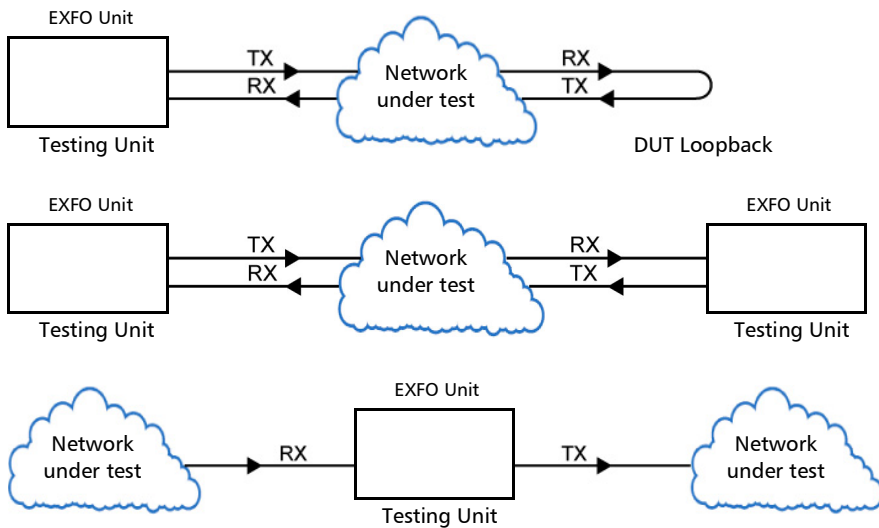 EXFO Unit
TX
RX
Network
under test
RX
TX
Testing Unit
DUT Loopback
EXFO Unit
EXFO Unit
TX
RX
Network
under test
RX
TX
Testing Unit
Testing Unit
EXFO Unit
Network
under test
RX
TX
Network
under test
Testing Unit